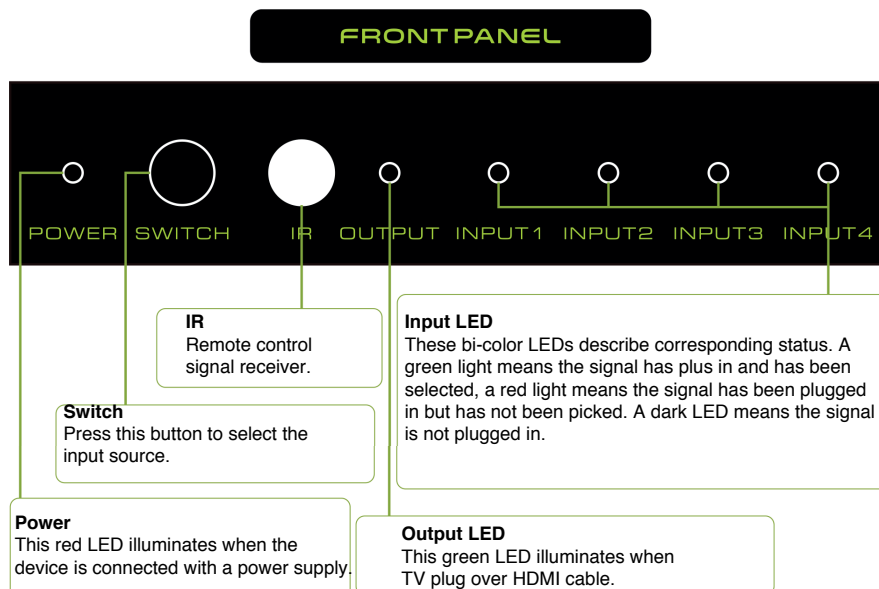 FRONT PANEL
POWER SWITCH IR OUTPUT INPUT1 INPUT2 INPUT3 INPUT4
IR
Remote control
signal receiver.
Input LED
These bi-color LEDs describe corresponding status. A
green light means the signal has plus in and has been
selected, a red light means the signal has been plugged
in but has not been picked. A dark LED means the signal
is not plugged in.
Switch
Press this button to select the
input source.
Power
This red LED illuminates when the
device is connected with a power supply.
Output LED
This green LED illuminates when
TV plug over HDMI cable.